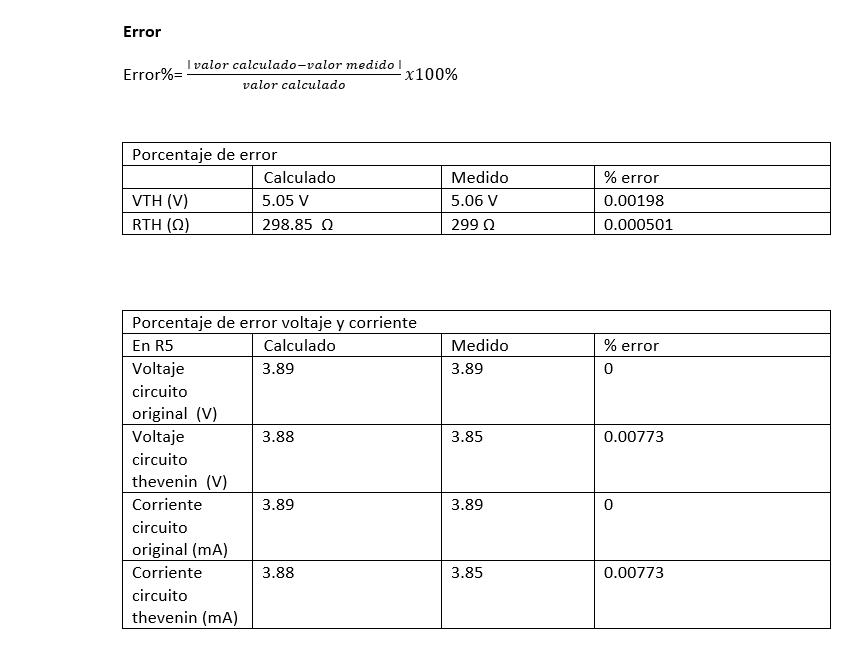 Error
Error%= |valor calculado−valor medido| / valor calculado x100%
Porcentaje de error
Calculado Medido % error
VTH (V) 5.05 V 5.06 V 0.00198
RTH (Ω) 298.85 Ω 299 Ω 0.000501
Porcentaje de error voltaje y corriente
En R5 Calculado Medido % error
Voltaje 3.89 3.89 0
circuito
original (V)
Voltaje 3.88 3.85 0.00773
circuito
thevenin (V)
Corriente 3.89 3.89 0
circuito
original (mA)
Corriente 3.88 3.85 0.00773
circuito
thevenin (mA)